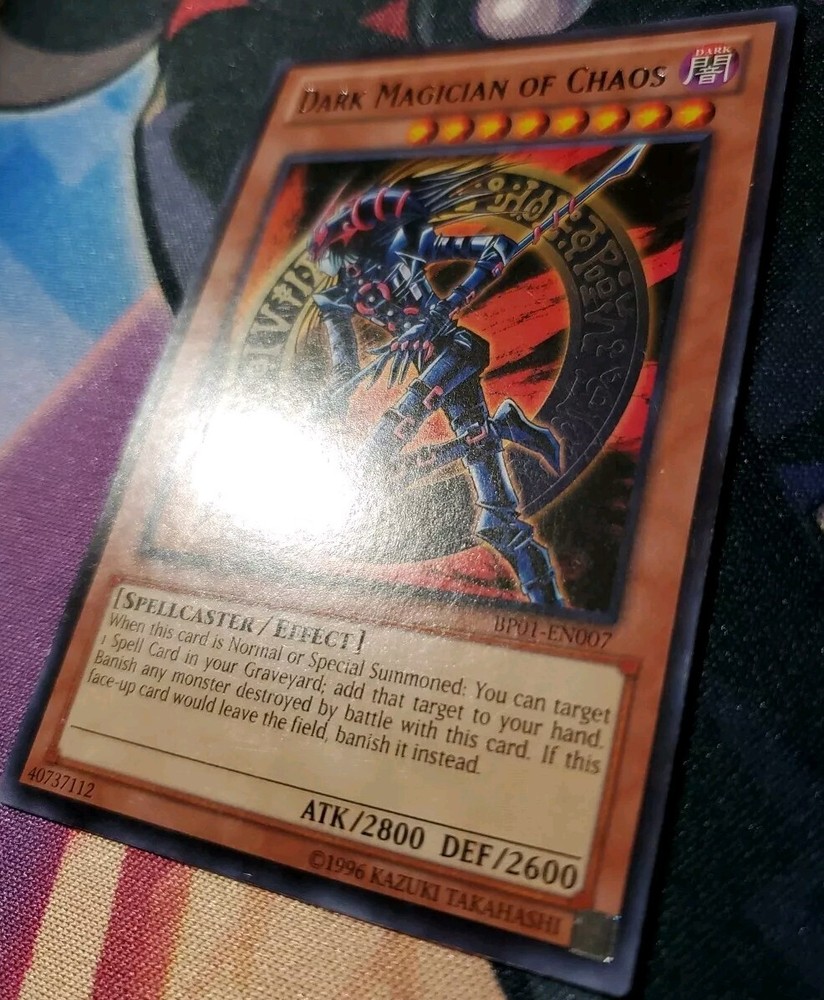 DARK MAGICIAN OF CHAOS
DARK
闇
BP01-EN007
[SPELLCASTER / EFFECT]
When this card is Normal or Special Summoned: You can target
1 Spell Card in your Graveyard; add that target to your hand.
Banish any monster destroyed by battle with this card. If this
face-up card would leave the field, banish it instead.
ATK/2800 DEF/2600
40737112
©1996 KAZUKI TAKAHASHI